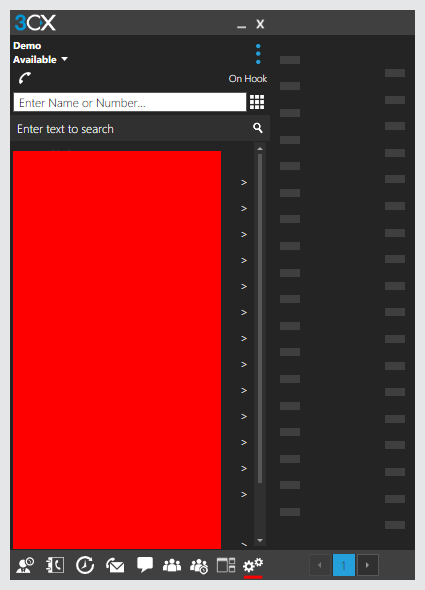 3CX
Demo
Available
On Hook
Enter Name or Number...
Enter text to search
>
>
>
>
>
>
>
>
>
>
>
>
>
1